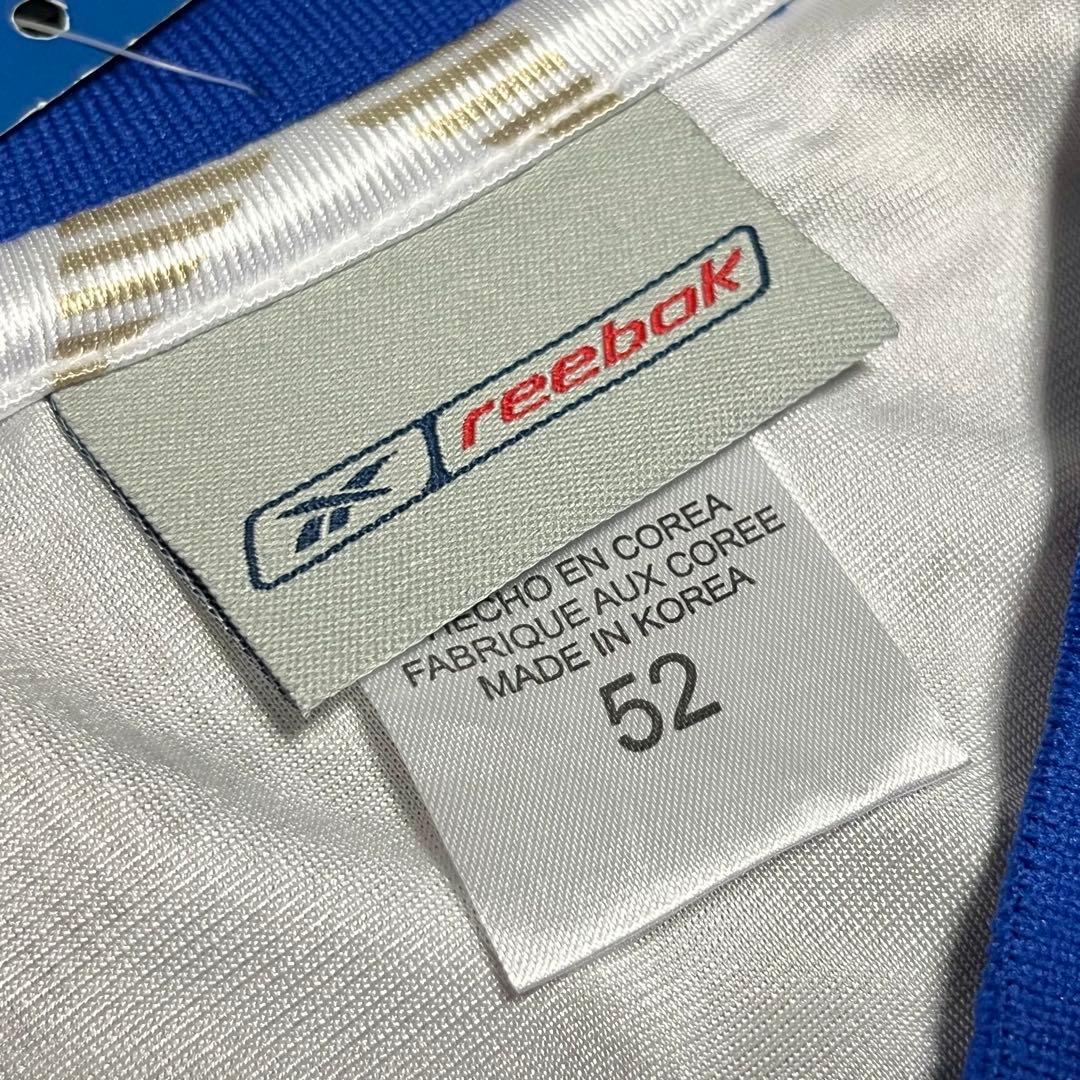 reebok
HECHO EN COREA
FABRIQUE AUX COREE
MADE IN KOREA
52